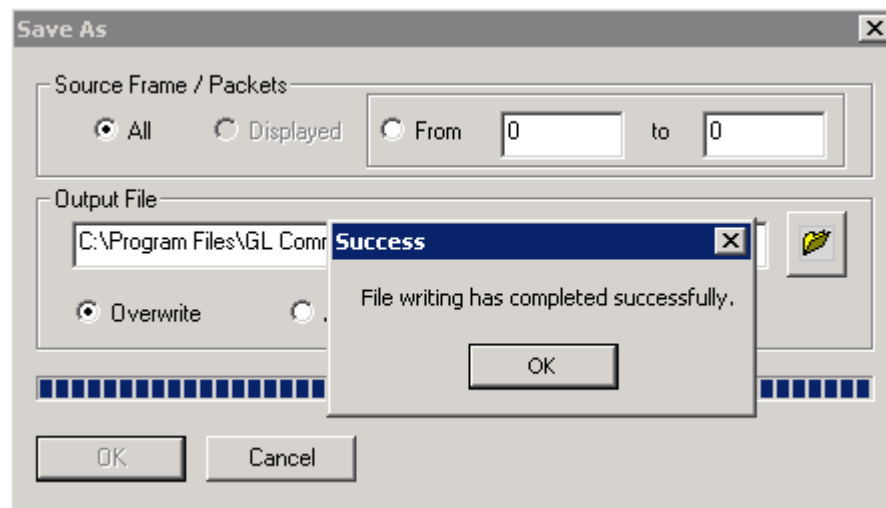 Save As
Source Frame / Packets
All Displayed From 0 to 0
Output File
C:\Program Files\GL
Success
File writing has completed successfully.
Overwrite
OK
OK Cancel